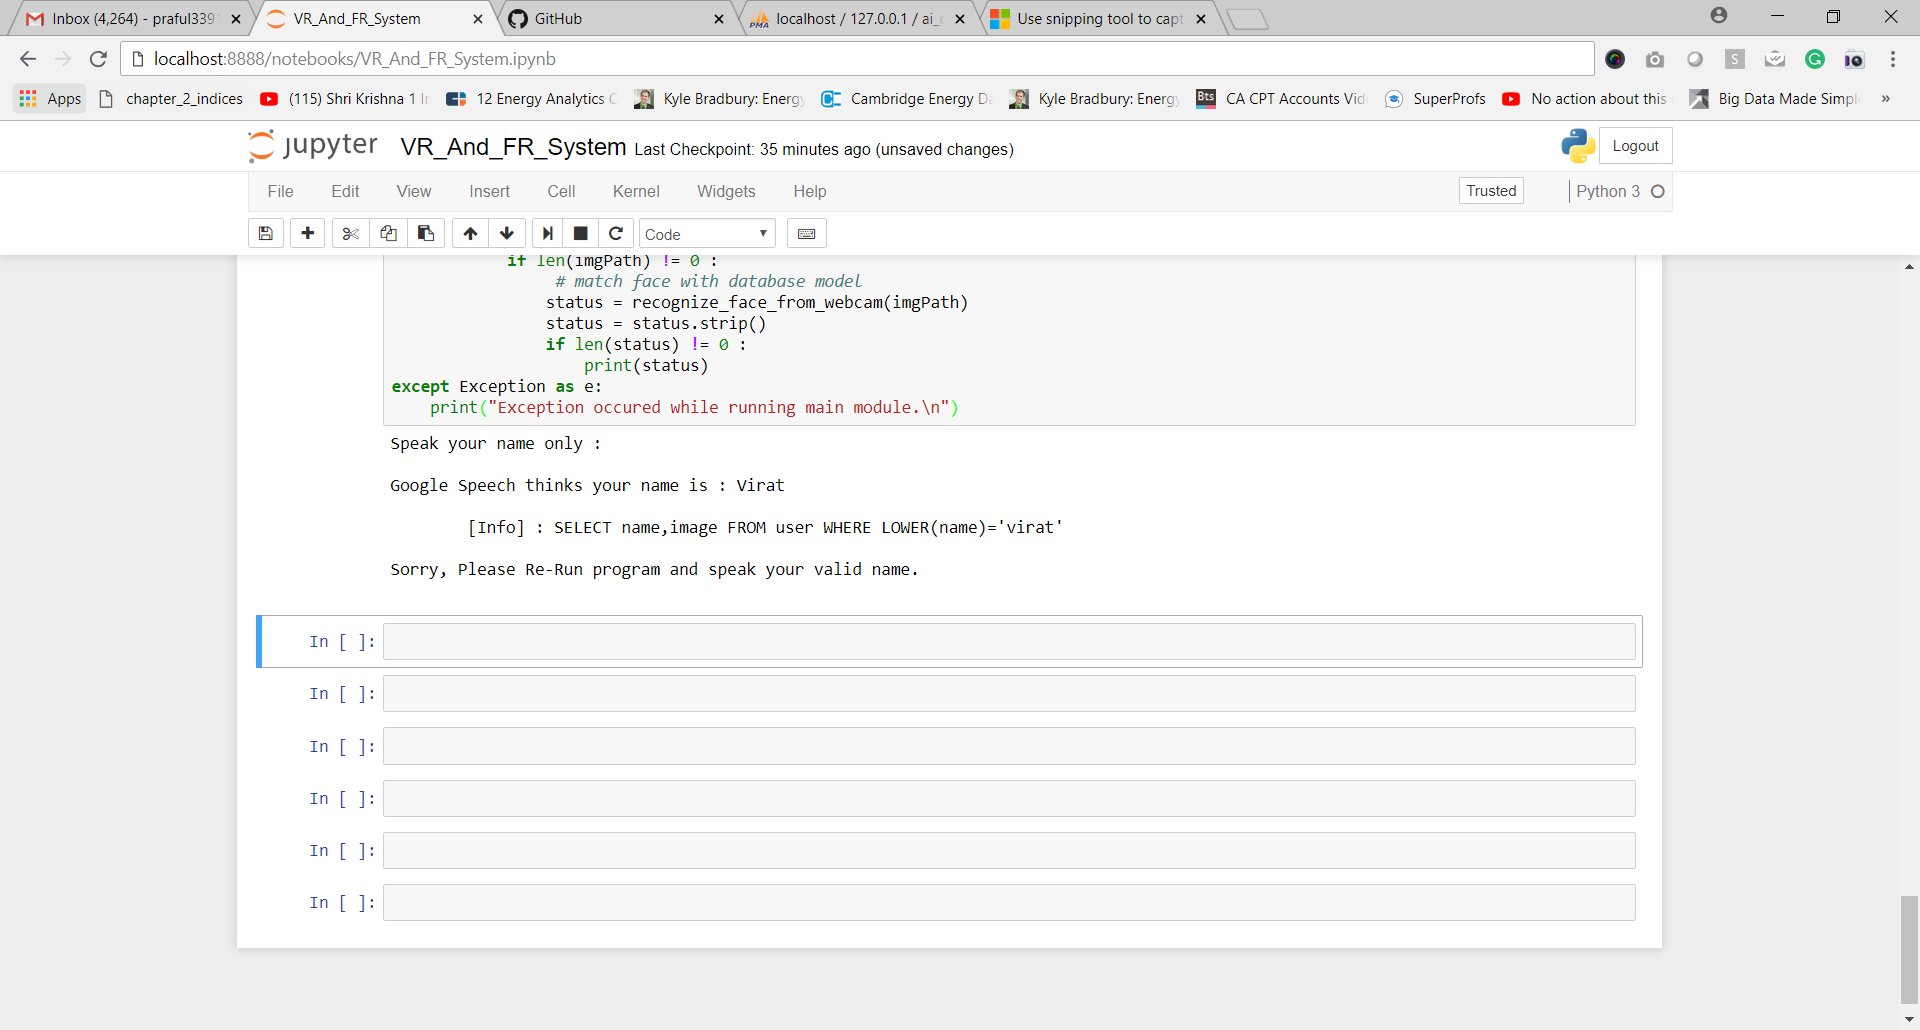 Inbox (4,264) - praful339
VR_And_FR_System
GitHub
localhost / 127.0.0.1 / ai_
Use snipping tool to capt
localhost:8888/notebooks/VR_And_FR_System.ipynb
Apps
chapter_2_indices
(115) Shri Krishna 1
12 Energy Analytics
Kyle Bradbury: Energ
Cambridge Energy D
Kyle Bradbury: Energ
Bts
CA CPT Accounts Vid
SuperProfs
No action about this
Big Data Made Simpl
»
jupyter VR_And_FR_System Last Checkpoint: 35 minutes ago (unsaved changes)
Logout
File Edit View Insert Cell Kernel Widgets Help
Trusted
Python 3
Code
if len(imgPath) != 0 :
# match face with database model
status = recognize_face_from_webcam(imgPath)
status = status.strip()
if len(status) != 0 :
print(status)
except Exception as e:
print("Exception occured while running main module.\n")
Speak your name only :
Google Speech thinks your name is : Virat
[Info] : SELECT name,image FROM user WHERE LOWER(name)='virat'
Sorry, Please Re-Run program and speak your valid name.
In [ ]:
In [ ]:
In [ ]:
In [ ]:
In [ ]:
In [ ]: